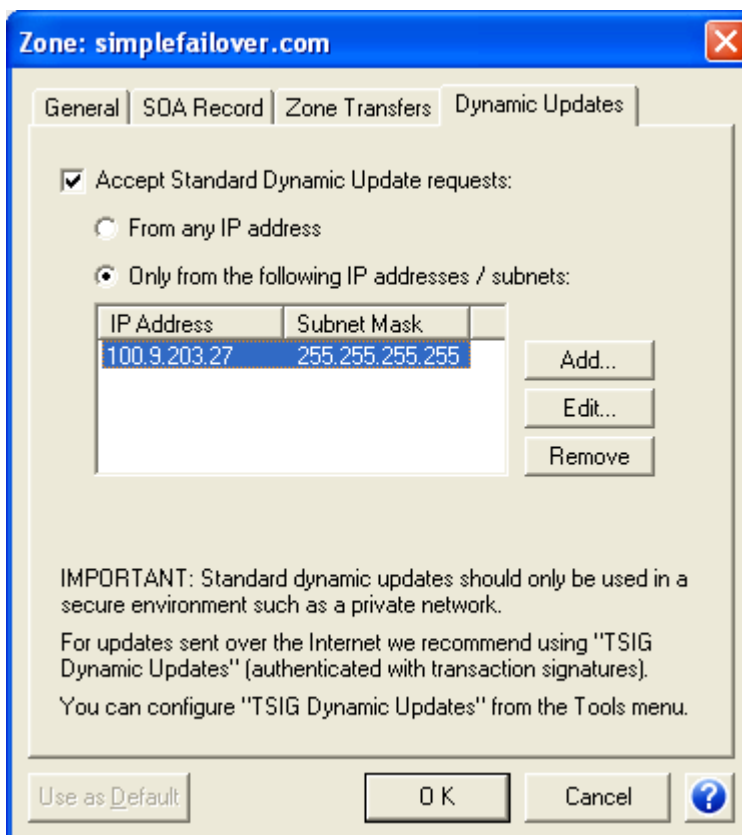 Zone: simplefailover.com
General SOA Record Zone Transfers Dynamic Updates
Accept Standard Dynamic Update requests:
From any IP address
Only from the following IP addresses / subnets:
IP Address Subnet Mask
100.9.203.27 255.255.255.255
Add...
Edit...
Remove
IMPORTANT: Standard dynamic updates should only be used in a
secure environment such as a private network.
For updates sent over the Internet we recommend using "TSIG
Dynamic Updates" (authenticated with transaction signatures).
You can configure "TSIG Dynamic Updates" from the Tools menu.
Use as Default OK Cancel ?